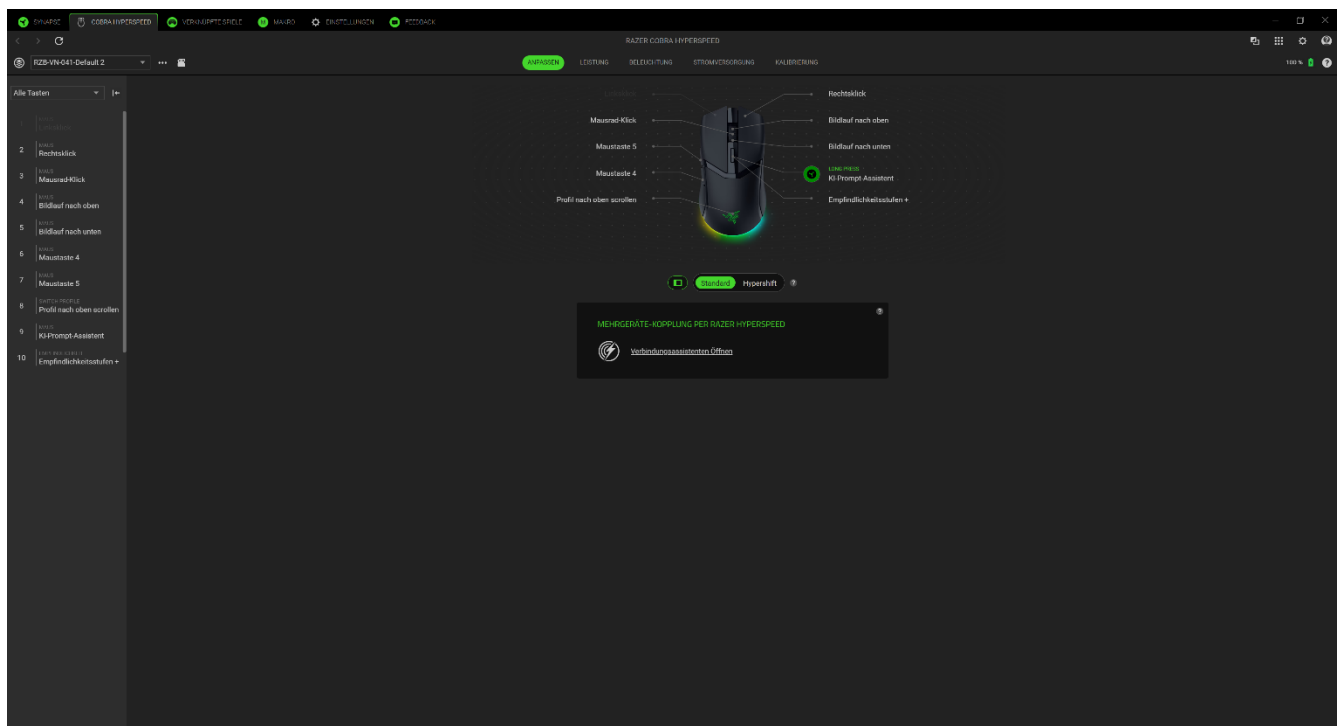 SYNAPSE
COBRA HYPERSPEED
VERKNÜPFTE SPIELE
MAKRO
EINSTELLUNGEN
FEEDBACK
RAZER COBRA HYPERSPEED
RZB-VN-041-Default 2
ANPASSEN
LEISTUNG
BELEUCHTUNG
STROMVERSORGUNG
KALIBRIERUNG
100 %
Alle Tasten
1
MAUS
Linksklick
2
MAUS
Rechtsklick
3
MAUS
Mausrad-Klick
4
MAUS
Bildlauf nach oben
5
MAUS
Bildlauf nach unten
6
MAUS
Maustaste 4
7
MAUS
Maustaste 5
8
SWITCH PROFILE
Profil nach oben scrollen
9
MAUS
KI-Prompt-Assistent
10
Empfindlichkeitsstufen +
Linksklick
Mausrad-Klick
Maustaste 5
Maustaste 4
Profil nach oben scrollen
Rechtsklick
Bildlauf nach oben
Bildlauf nach unten
LONG PRESS
KI-Prompt-Assistent
Empfindlichkeitsstufen +
Standard
Hypershift
MEHRGERÄTE-KOPPLUNG PER RAZER HYPERSPEED
Verbindungsassistenten Öffnen